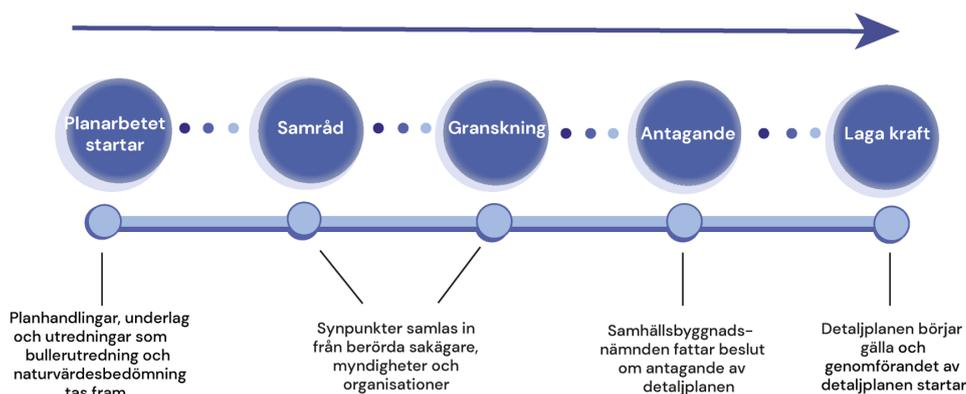 Planarbetet
startar
Samråd
Granskning
Antagande
Laga kraft
Planhandlingar, underlag
och utredningar som
bullerutredning och
naturvärdesbedömning
tas fram
Synpunkter samlas in
från berörda sakägare,
myndigheter och
organisationer
Samhällsbyggnads-
nämnden fattar beslut
om antagande av
detaljplanen
Detaljplanen börjar
gälla och
genomförandet av
detaljplanen startar